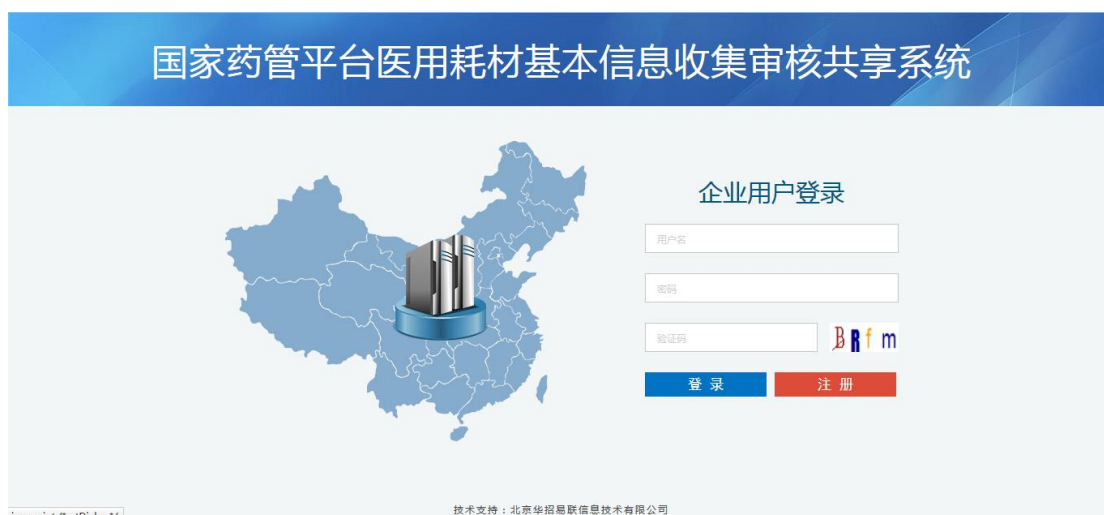 国家药管平台医用耗材基本信息收集审核共享系统
企业用户登录
用户名
密码
验证码
BRfm
登 录
注 册
技术支持：北京华招易联信息技术有限公司